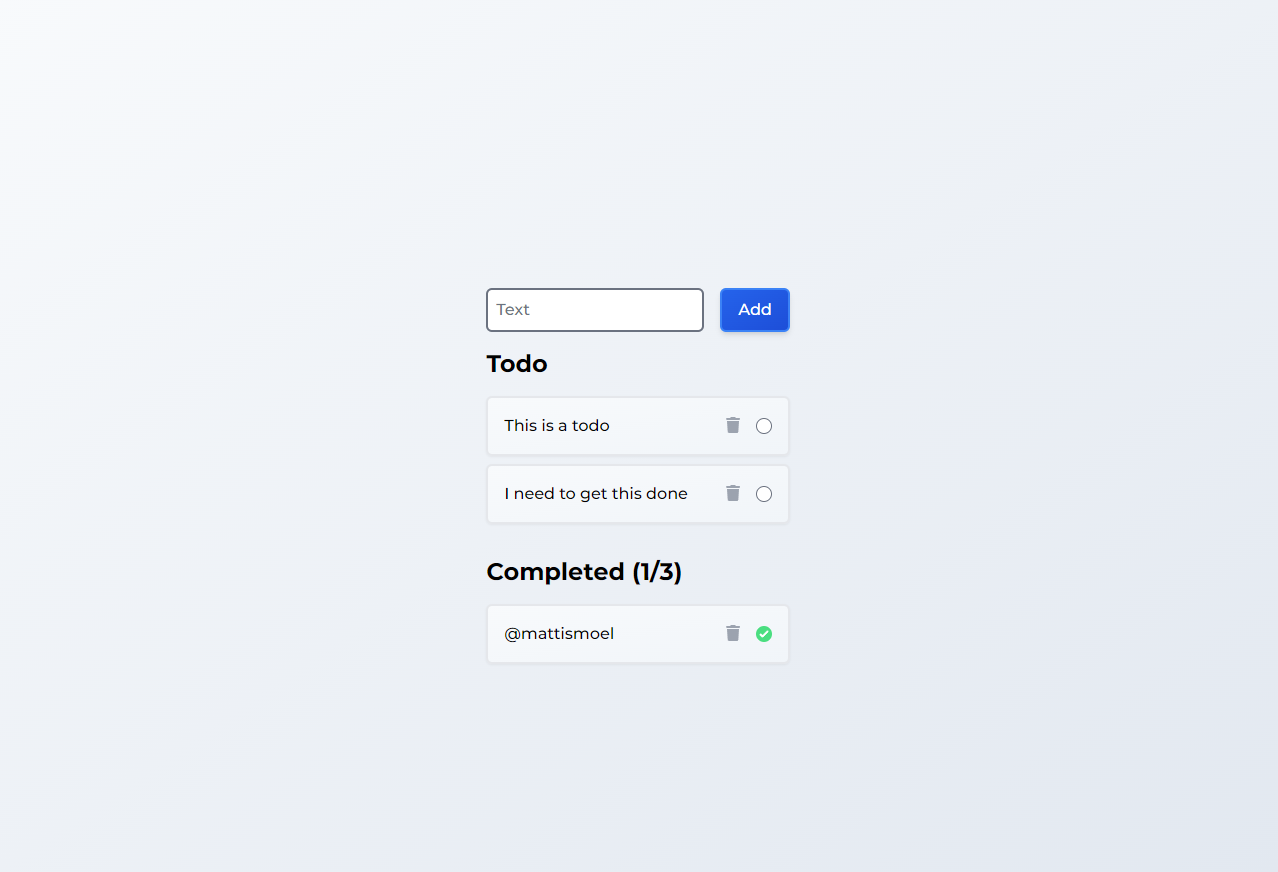 Text
Add
Todo
This is a todo
I need to get this done
Completed (1/3)
@mattismoel